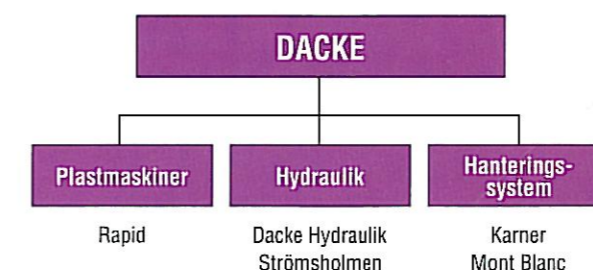 DACKE
Plastmaskiner
Hydraulik
Hanterings-
system
Rapid
Dacke Hydraulik
Strömsholmen
Karner
Mont Blanc